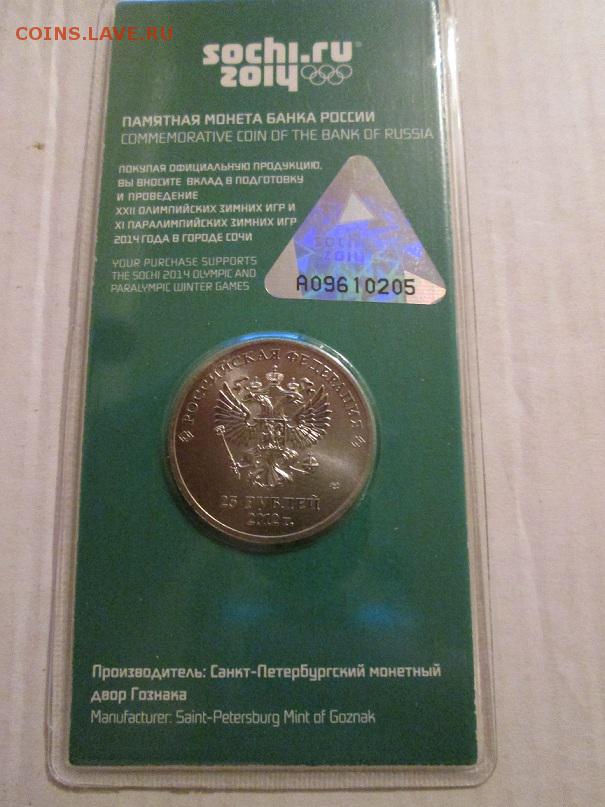 COINS.LAVE.RU
sochi.ru
2014
ПАМЯТНАЯ МОНЕТА БАНКА РОССИИ
COMMEMORATIVE COIN OF THE BANK OF RUSSIA
ПОКУПАЯ ОФИЦИАЛЬНУЮ ПРОДУКЦИЮ,
ВЫ ВНОСИТЕ ВКЛАД В ПОДГОТОВКУ
И ПРОВЕДЕНИЕ
XXII ОЛИМПИЙСКИХ ЗИМНИХ ИГР И
XI ПАРАЛИМПИЙСКИХ ЗИМНИХ ИГР
2014 ГОДА В ГОРОДЕ СОЧИ
YOUR PURCHASE SUPPORTS
THE SOCHI 2014 OLYMPIC AND
PARALYMPIC WINTER GAMES
sochi
2014
A09610205
РОССИЙСКАЯ ФЕДЕРАЦИЯ
25 РУБЛЕЙ
2012 г.
Производитель: Санкт-Петербургский монетный
двор Гознака
Manufacturer: Saint-Petersburg Mint of Goznak